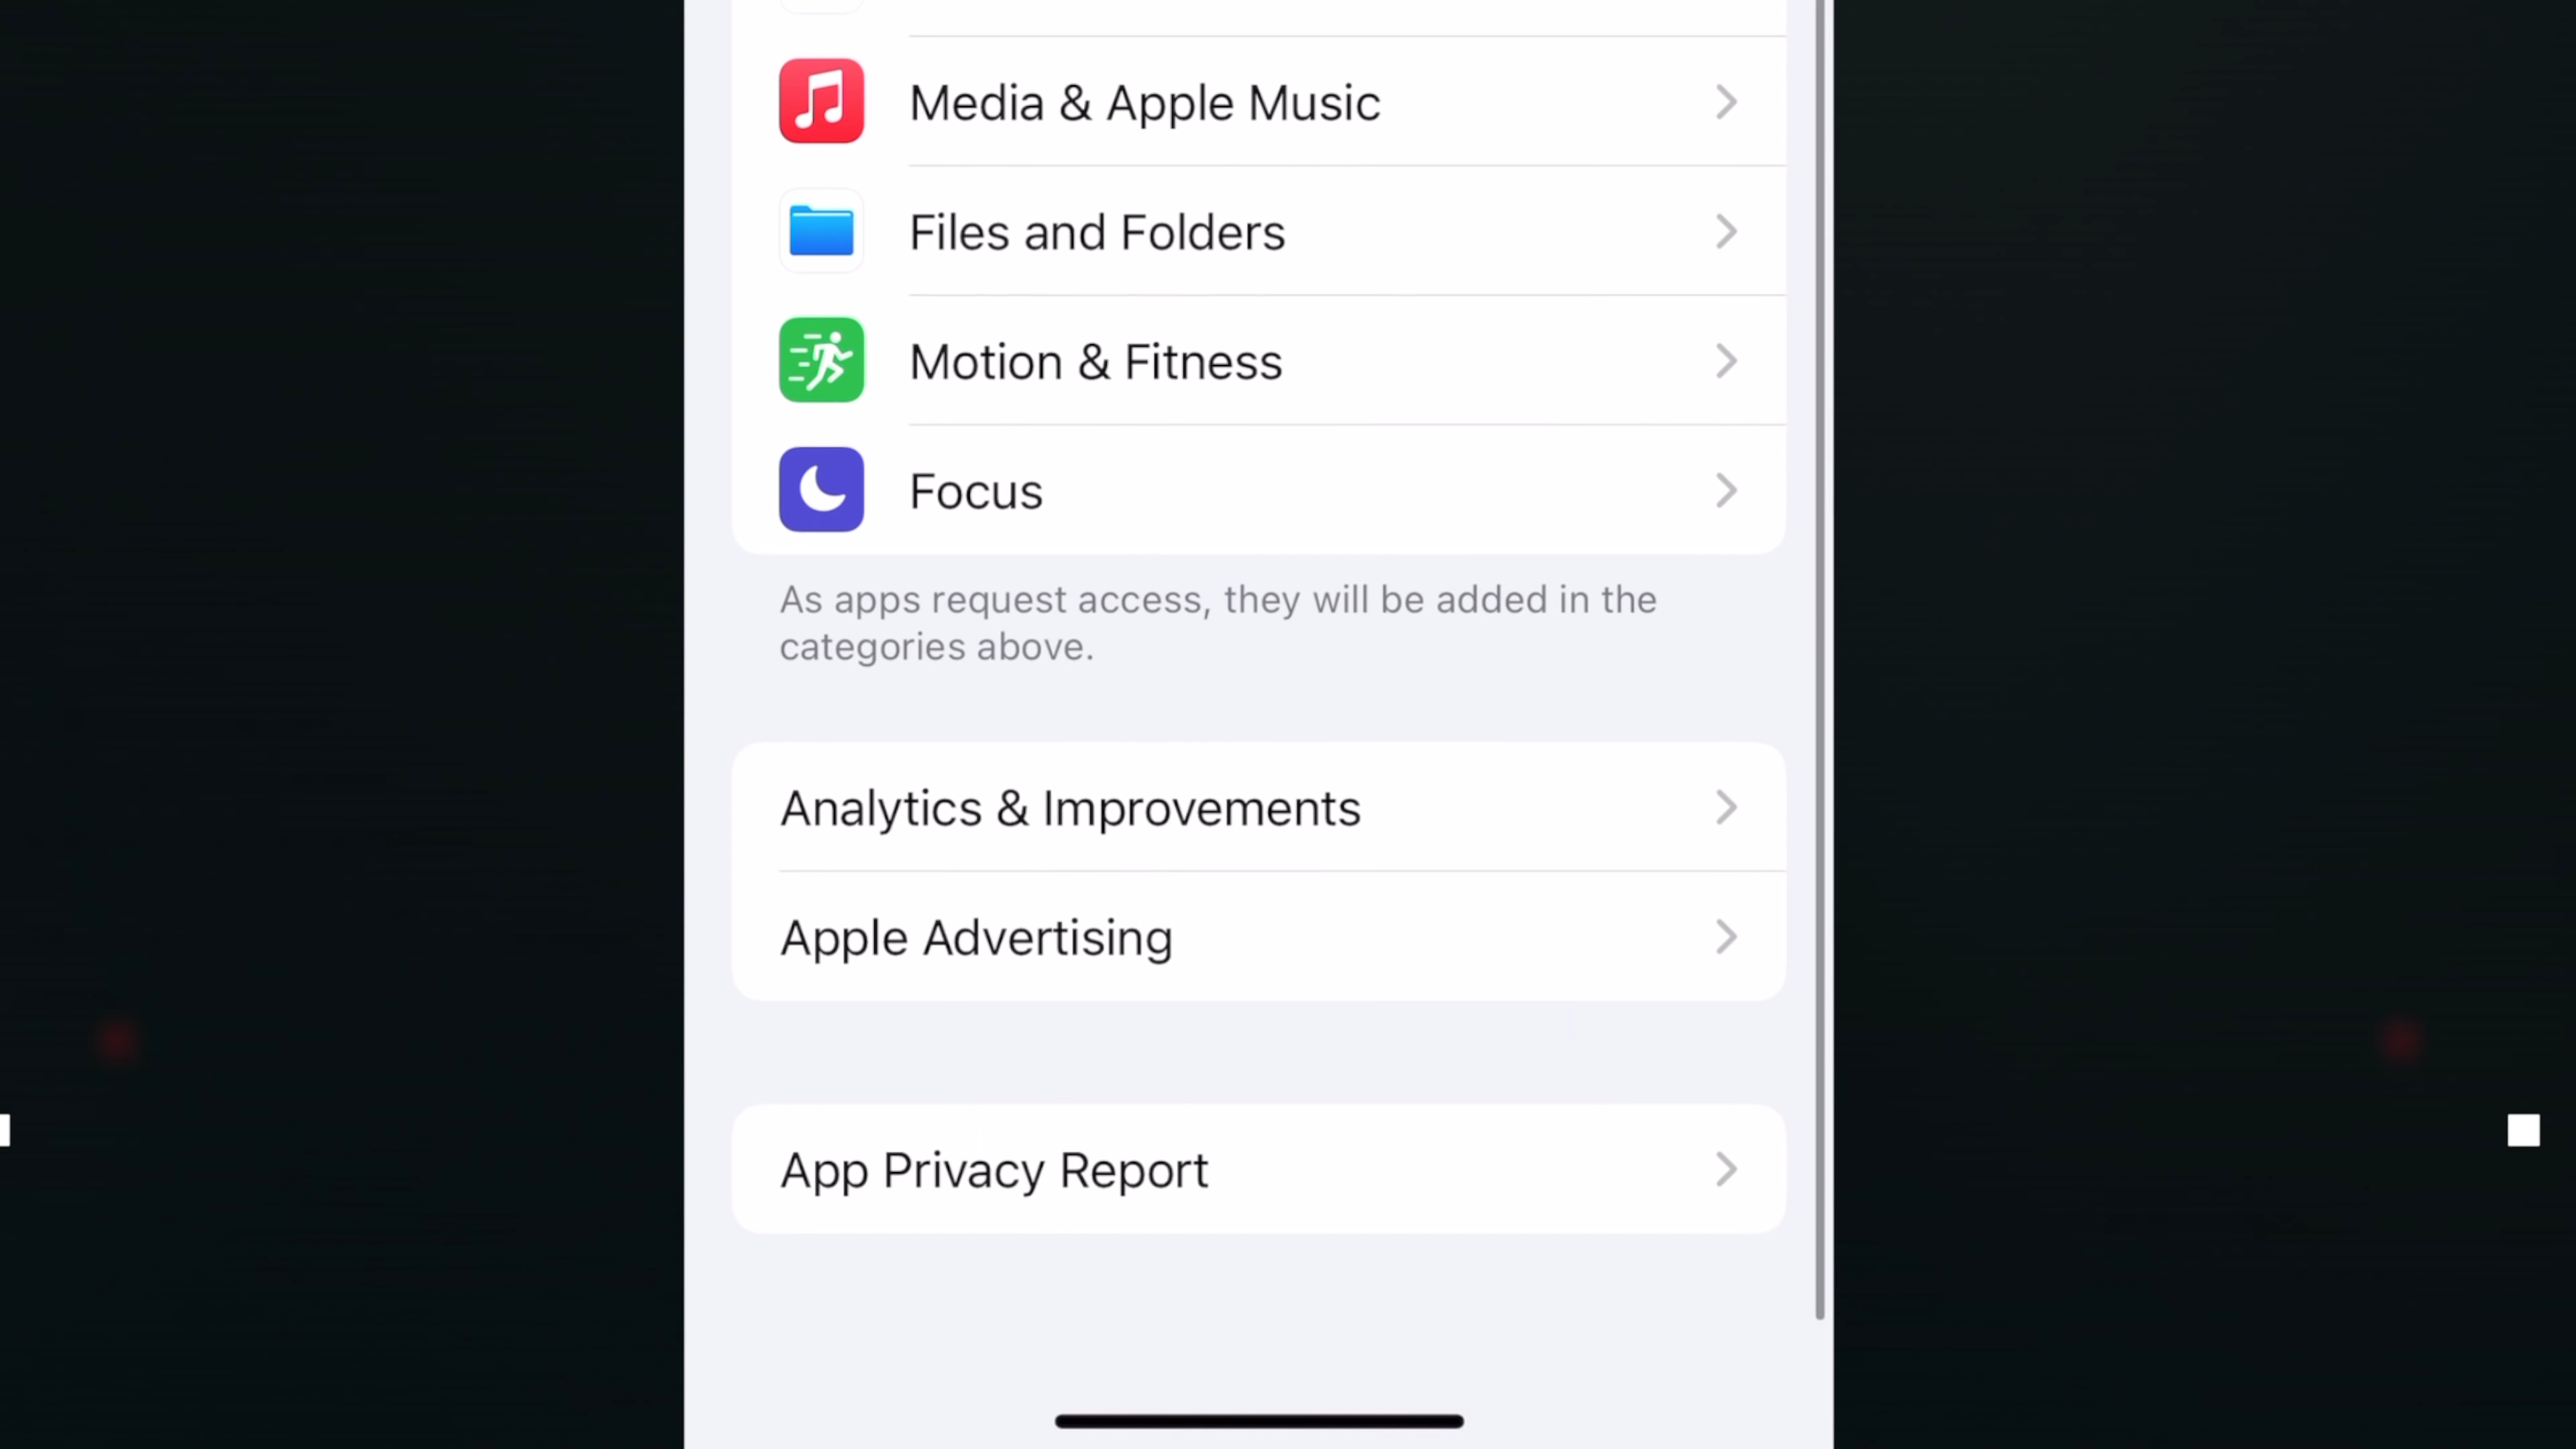 Media & Apple Music
Files and Folders
Motion & Fitness
Focus
As apps request access, they will be added in the
categories above.
Analytics & Improvements
Apple Advertising
App Privacy Report